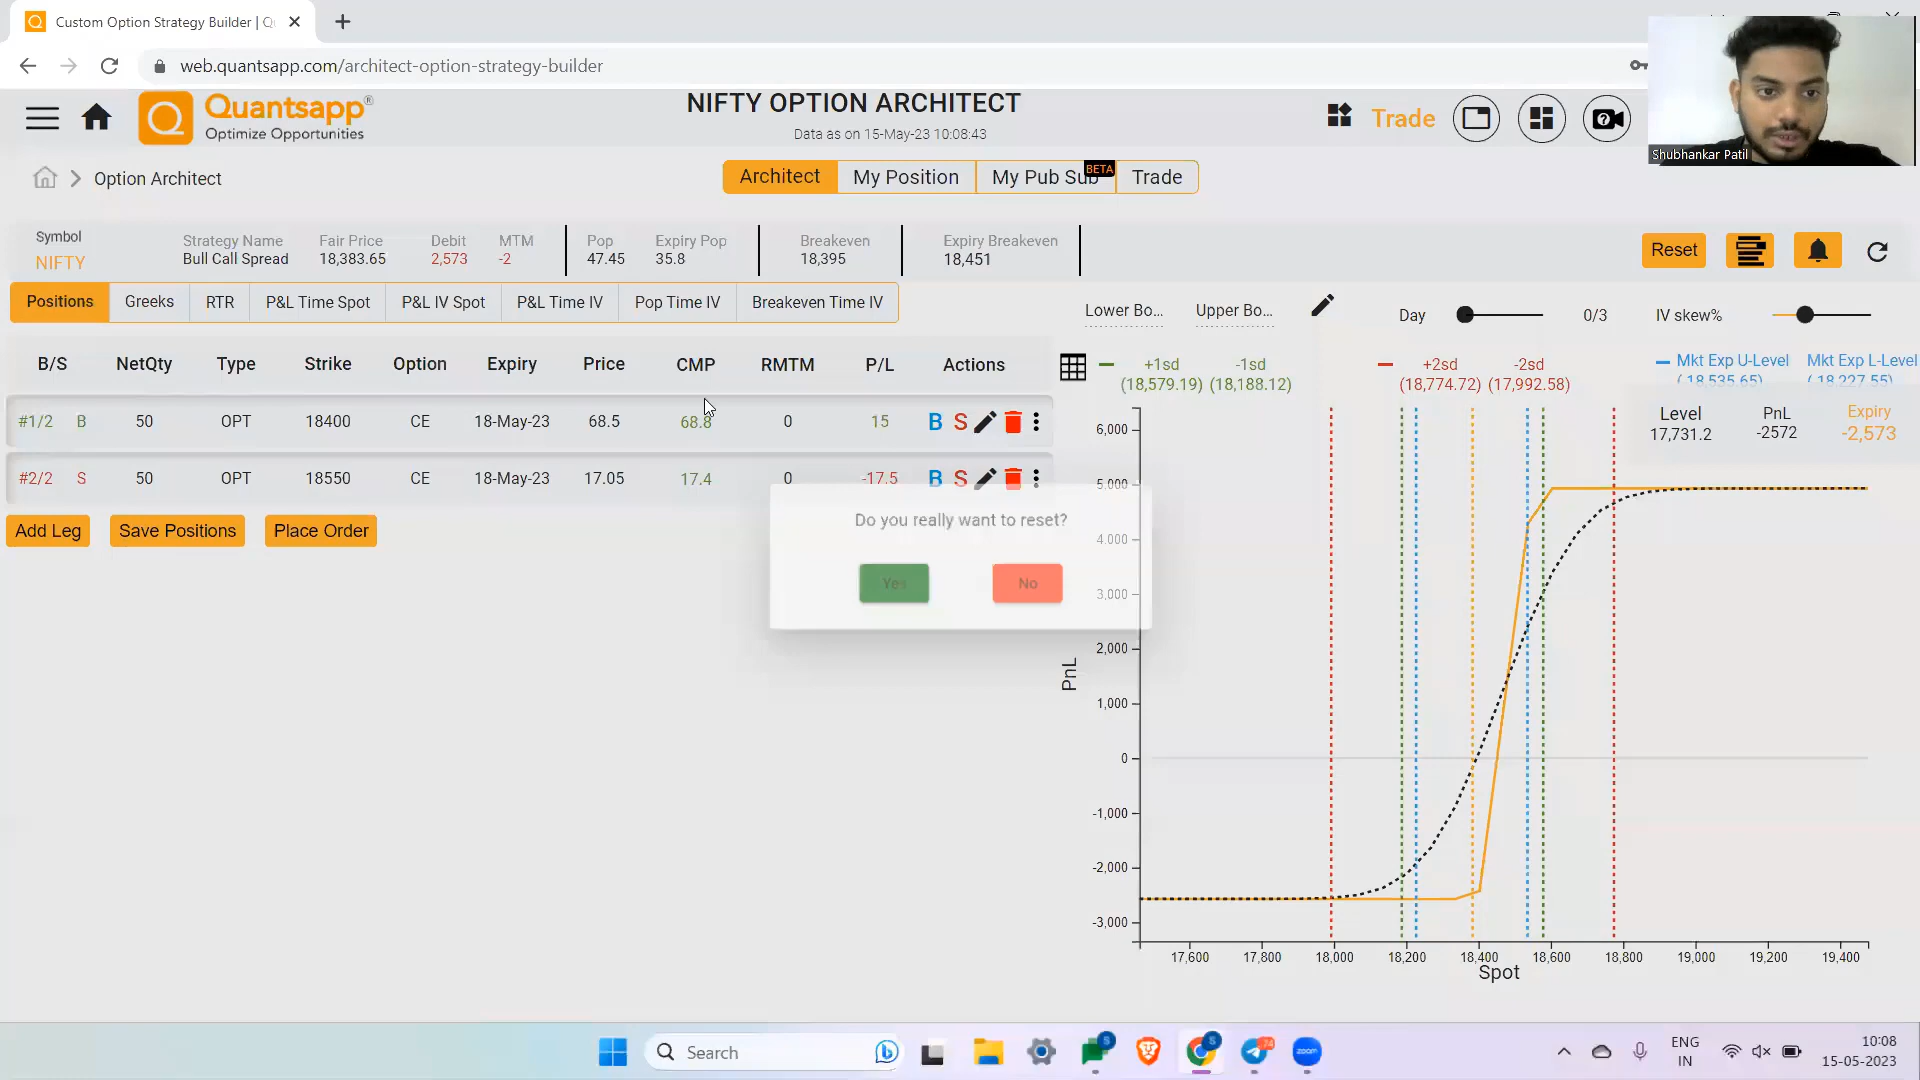 Custom Option Strategy Builder | Q
web.quantsapp.com/architect-option-strategy-builder
Quantsapp®
Optimize Opportunities
NIFTY OPTION ARCHITECT
Data as on 15-May-23 10:08:43
Trade
Shubhankar Patil
Option Architect
Architect
My Position
My Pub Sub
BETA
Trade
Symbol
NIFTY
Strategy Name
Bull Call Spread
Fair Price
18,383.65
Debit
2,573
MTM
-2
Pop
47.45
Expiry Pop
35.8
Breakeven
18,395
Expiry Breakeven
18,451
Reset
Positions
Greeks
RTR
P&L Time Spot
P&L IV Spot
P&L Time IV
Pop Time IV
Breakeven Time IV
Lower Bo...
Upper Bo...
Day
0/3
IV skew%
B/S NetQty Type Strike Option Expiry Price CMP RMTM P/L Actions
#1/2 B 50 OPT 18400 CE 18-May-23 68.5 68.8 0 15 B S
#2/2 S 50 OPT 18550 CE 18-May-23 17.05 17.4 0 -17.5 B S
Add Leg
Save Positions
Place Order
Do you really want to reset?
Yes
No
+1sd
(18,579.19)
-1sd
(18,188.12)
+2sd
(18,774.72)
-2sd
(17,992.58)
Mkt Exp U-Level
( 18,535.65)
Mkt Exp L-Level
( 18,227.55)
Level
17,731.2
PnL
-2572
Expiry
-2,573
6,000
5,000
4,000
3,000
2,000
1,000
0
-1,000
-2,000
-3,000
PnL
17,600
17,800
18,000
18,200
18,400
18,600
18,800
19,000
19,200
19,400
Spot
Search
zoom
ENG
IN
10:08
15-05-2023